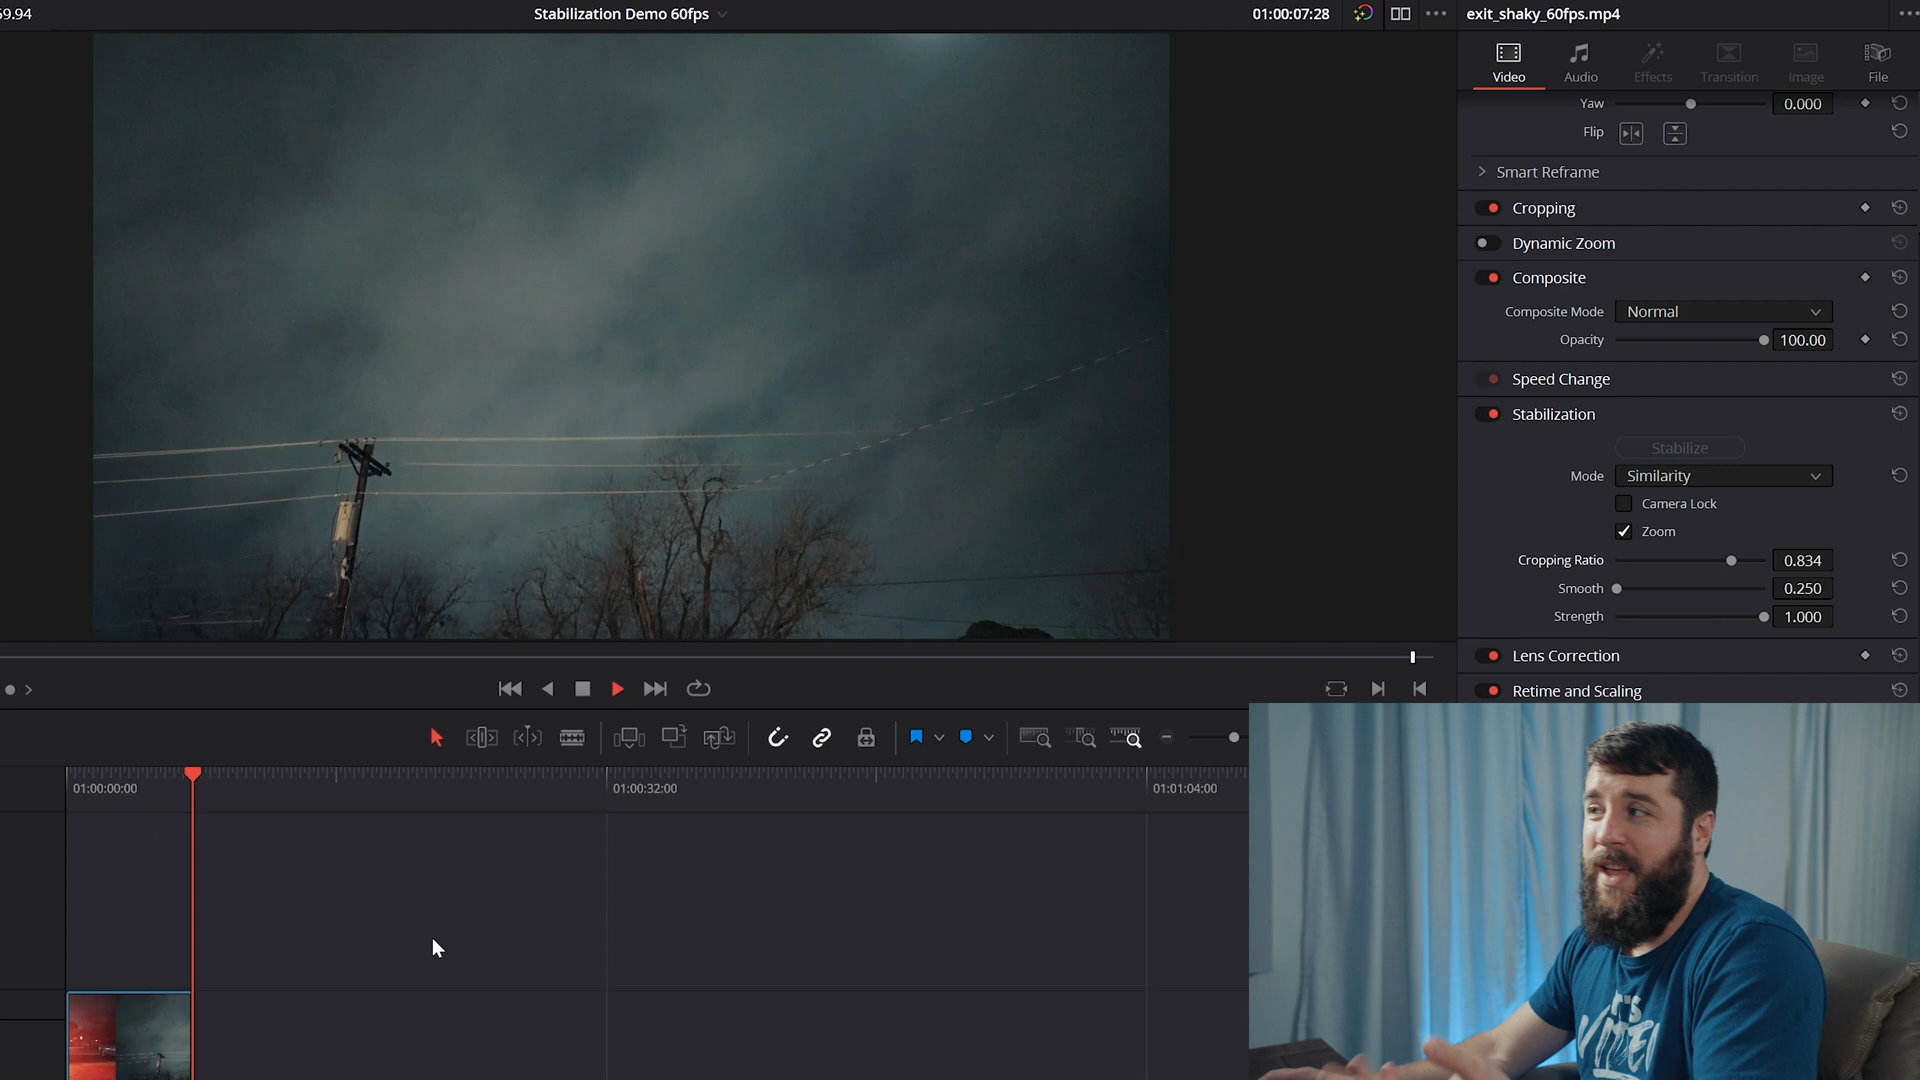 59.94
Stabilization Demo 60fps
01:00:07:28
exit_shaky_60fps.mp4
Video
Audio
Effects
Transition
Image
File
Yaw
0.000
Flip
Smart Reframe
Cropping
Dynamic Zoom
Composite
Composite Mode
Normal
Opacity
100.00
Speed Change
Stabilization
Stabilize
Mode
Similarity
Camera Lock
Zoom
Cropping Ratio
0.834
Smooth
0.250
Strength
1.000
Lens Correction
Retime and Scaling
01:00:00:00
01:00:32:00
01:01:04:00